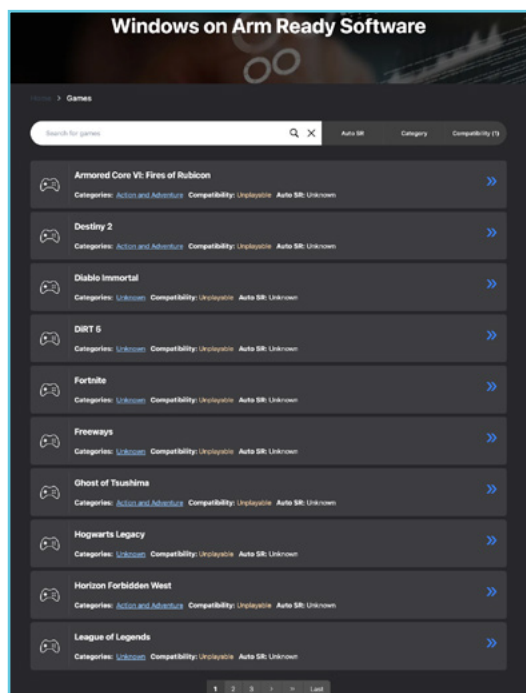 Windows on Arm Ready Software
Home > Games
Search for games Auto SR Category Compatibility (1)
Armored Core VI: Fires of Rubicon
Categories: Action and Adventure Compatibility: Unplayable Auto SR: Unknown
Destiny 2
Categories: Action and Adventure Compatibility: Unplayable Auto SR: Unknown
Diablo Immortal
Categories: Unknown Compatibility: Unplayable Auto SR: Unknown
DiRT 5
Categories: Unknown Compatibility: Unplayable Auto SR: Unknown
Fortnite
Categories: Unknown Compatibility: Unplayable Auto SR: Unknown
Freeways
Categories: Unknown Compatibility: Unplayable Auto SR: Unknown
Ghost of Tsushima
Categories: Action and Adventure Compatibility: Unplayable Auto SR: Unknown
Hogwarts Legacy
Categories: Unknown Compatibility: Unplayable Auto SR: Unknown
Horizon Forbidden West
Categories: Action and Adventure Compatibility: Unplayable Auto SR: Unknown
League of Legends
Categories: Unknown Compatibility: Unplayable Auto SR: Unknown
1 2 3 > » Last